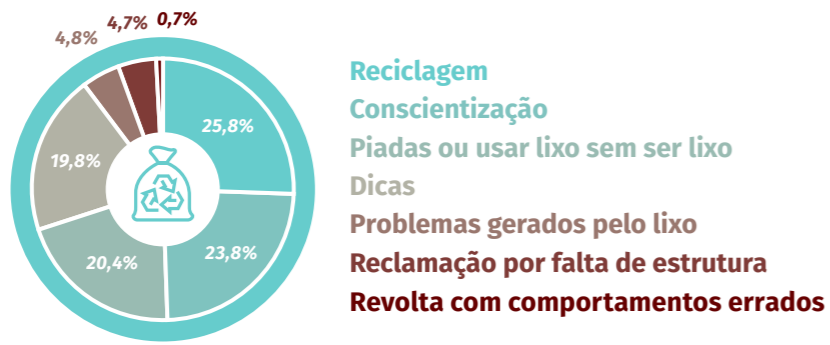 4,8%
4,7%
0,7%
25,8%
19,8%
20,4%
23,8%
Reciclagem
Conscientização
Piadas ou usar lixo sem ser lixo
Dicas
Problemas gerados pelo lixo
Reclamação por falta de estrutura
Revolta com comportamentos errados